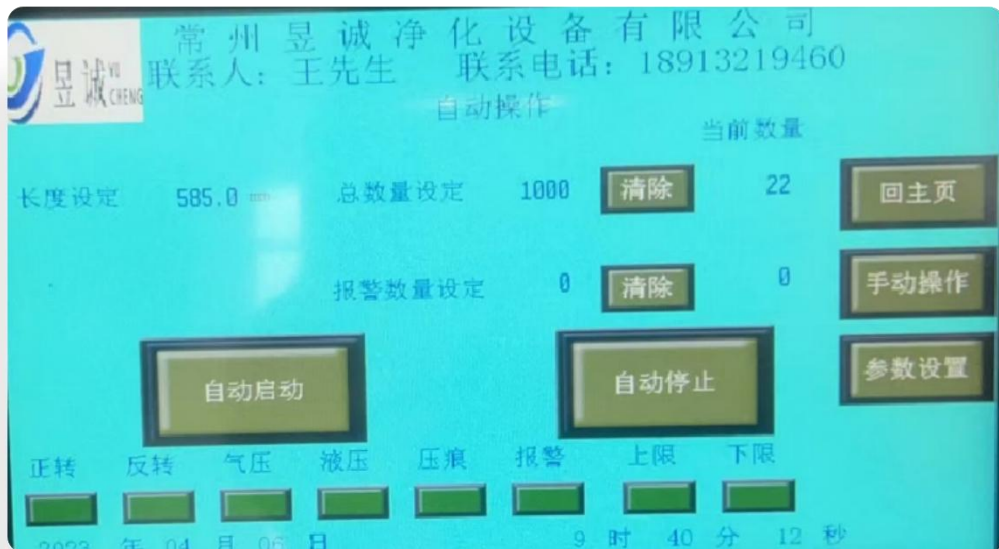 常州昱诚净化设备有限公司
昱诚 YU CHENG
联系人：王先生 联系电话：18913219460
自动操作
当前数量
长度设定 585.0 mm 总数量设定 1000 清除 22 回主页
报警数量设定 0 清除 0 手动操作
自动启动 自动停止 参数设置
正转 反转 气压 液压 压痕 报警 上限 下限
2023 年 04 月 06 日 9 时 40 分 12 秒